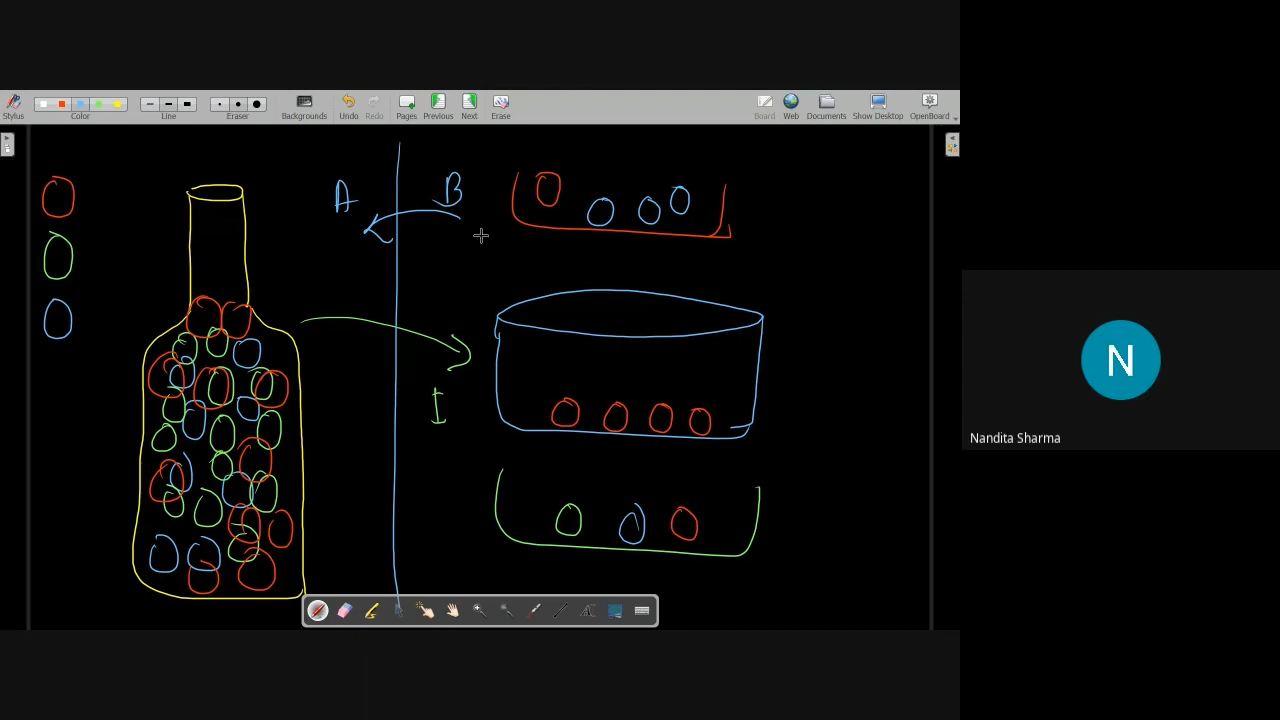 Stylus Color Line Eraser Backgrounds Undo Redo Pages Previous Next Erase Board Web Documents Show Desktop OpenBoard
A B
I
N
Nandita Sharma